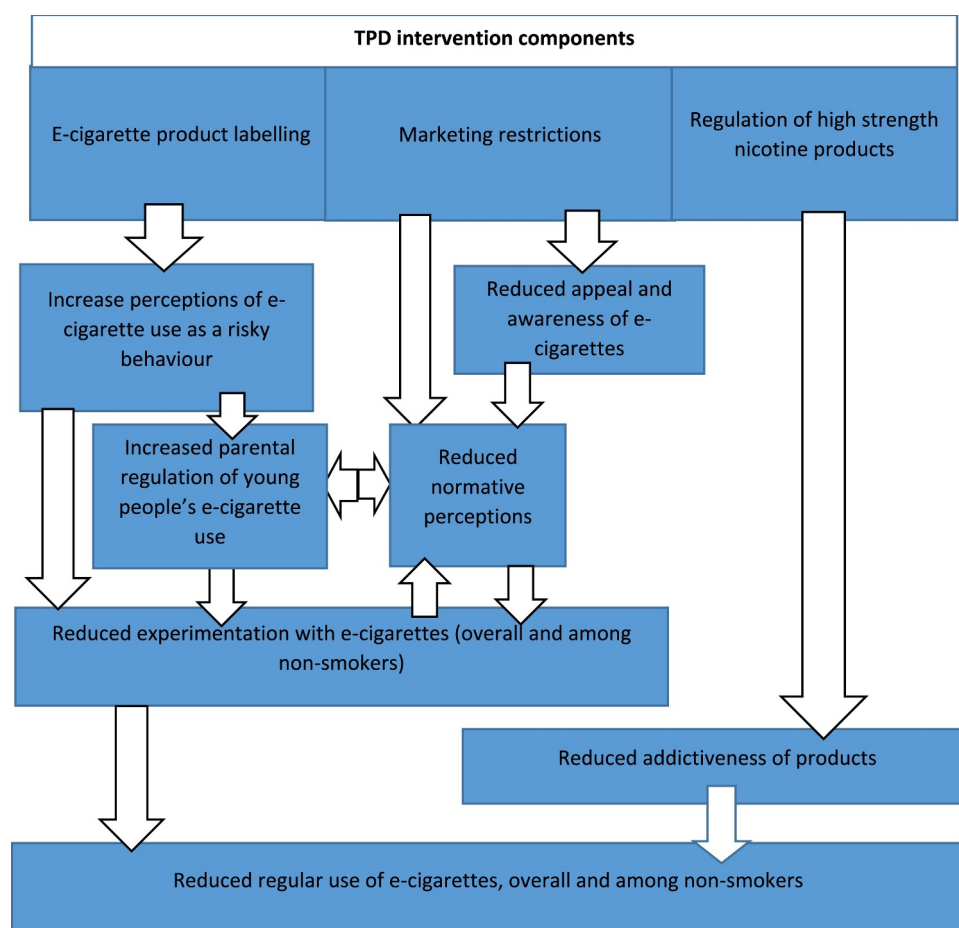 TPD intervention components
E-cigarette product labelling
Marketing restrictions
Regulation of high strength
nicotine products
Increase perceptions of e-
cigarette use as a risky
behaviour
Reduced appeal and
awareness of e-
cigarettes
Increased parental
regulation of young
people’s e-cigarette
use
Reduced
normative
perceptions
Reduced experimentation with e-cigarettes (overall and among
non-smokers)
Reduced addictiveness of products
Reduced regular use of e-cigarettes, overall and among non-smokers